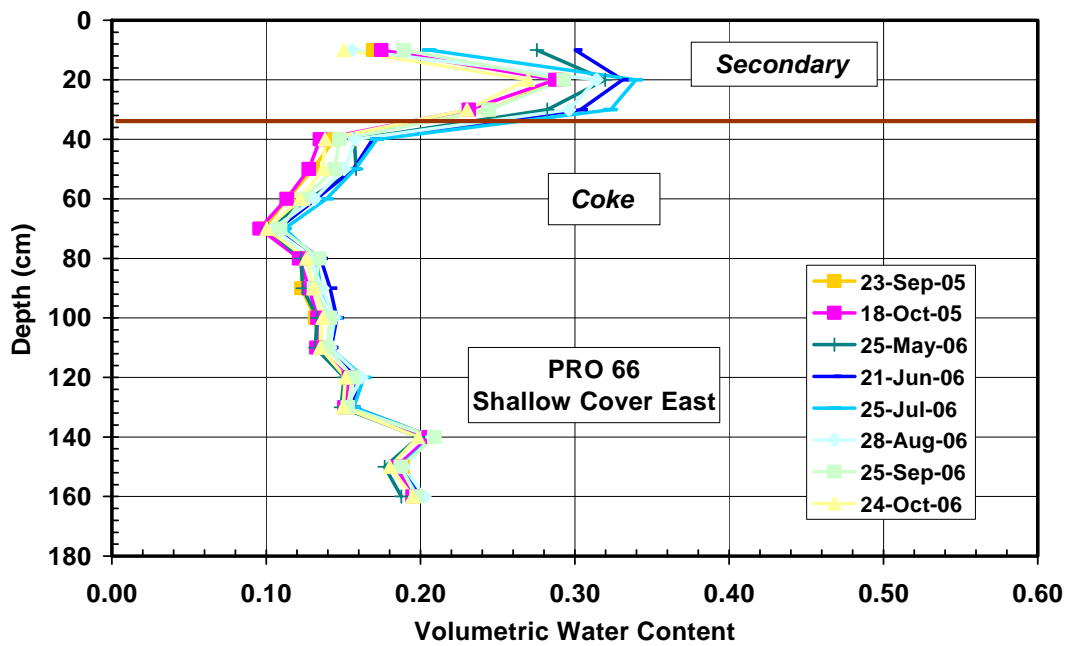 0
20
40
60
80
100
120
140
160
180
Depth (cm)
Secondary
Coke
23-Sep-05
18-Oct-05
25-May-06
21-Jun-06
25-Jul-06
28-Aug-06
25-Sep-06
24-Oct-06
PRO 66
Shallow Cover East
0.00 0.10 0.20 0.30 0.40 0.50 0.60
Volumetric Water Content